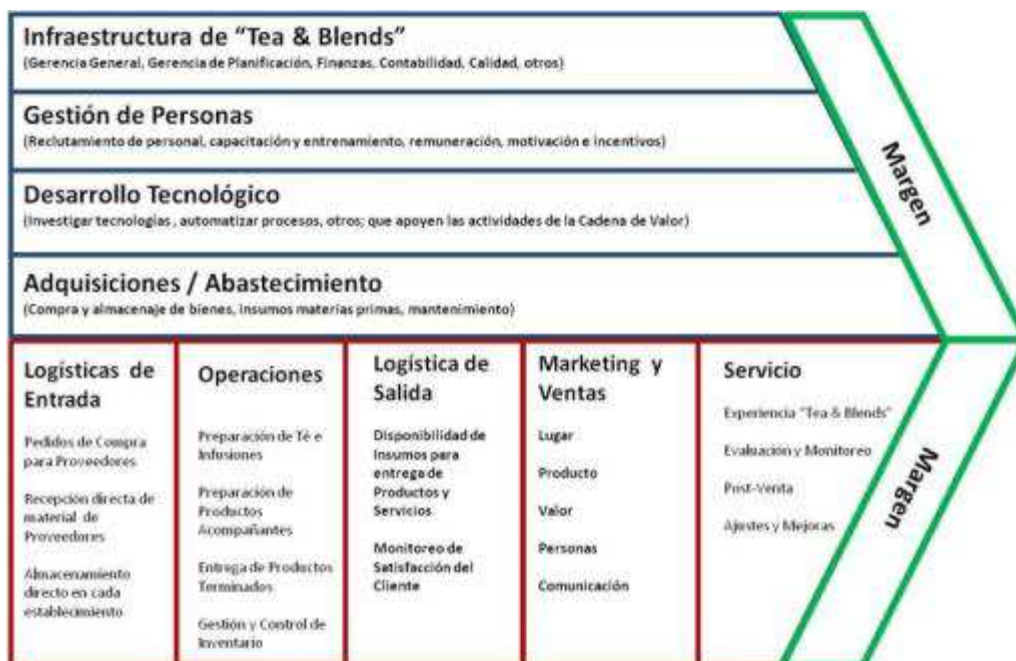 Infraestructura de “Tea & Blends”
(Gerencia General, Gerencia de Planificación, Finanzas, Contabilidad, Calidad, otros)
Gestión de Personas
(Reclutamiento de personal, capacitación y entrenamiento, remuneración, motivación e incentivos)
Desarrollo Tecnológico
(Investigar tecnologías , automatizar procesos, otros; que apoyen las actividades de la Cadena de Valor)
Adquisiciones / Abastecimiento
(Compra y almacenaje de bienes, insumos materias primas, mantenimiento)
Margen
Logísticas de
Entrada
Pedidos de Compra
para Proveedores
Recepción directa de
material de
Proveedores
Almacenamiento
directo en cada
establecimiento
Operaciones
Preparación de Té e
Infusiones
Preparación de
Productos
Acompañantes
Entrega de Productos
Terminados
Gestión y Control de
Inventario
Logística de
Salida
Disponibilidad de
Insumos para
entrega de
Productos y
Servicios
Monitoreo de
Satisfacción del
Cliente
Marketing y
Ventas
Lugar
Producto
Valor
Personas
Comunicación
Servicio
Experiencia “Tea & Blends”
Evaluación y Monitoreo
Post-Venta
Ajustes y Mejoras
Margen